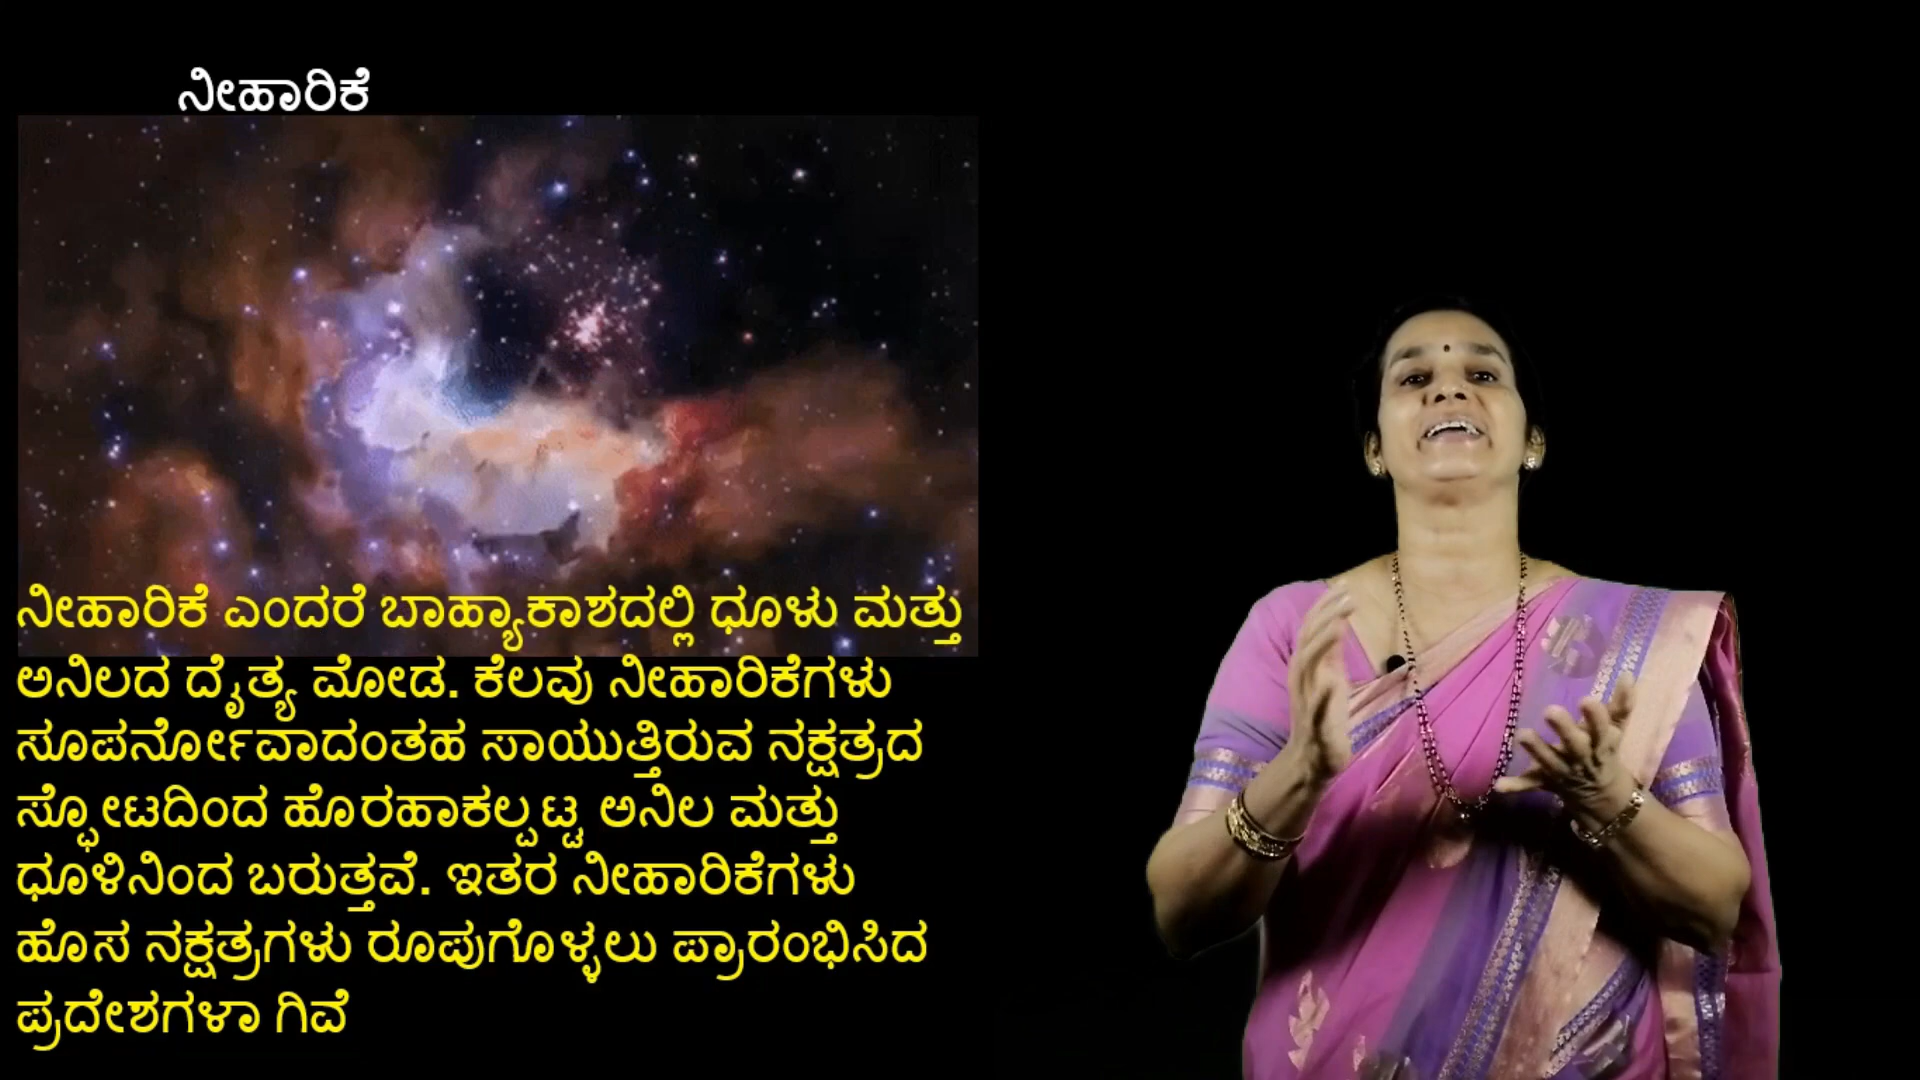 ನೀಹಾರಿಕೆ
ನೀಹಾರಿಕೆ ಎಂದರೆ ಬಾಹ್ಯಾಕಾಶದಲ್ಲಿ ಧೂಳು ಮತ್ತು
ಅನಿಲದ ದೈತ್ಯ ಮೋಡ. ಕೆಲವು ನೀಹಾರಿಕೆಗಳು
ಸೂಪರ್ನೋವಾದಂತಹ ಸಾಯುತ್ತಿರುವ ನಕ್ಷತ್ರದ
ಸ್ಫೋಟದಿಂದ ಹೊರಹಾಕಲ್ಪಟ್ಟ ಅನಿಲ ಮತ್ತು
ಧೂಳಿನಿಂದ ಬರುತ್ತವೆ. ಇತರ ನೀಹಾರಿಕೆಗಳು
ಹೊಸ ನಕ್ಷತ್ರಗಳು ರೂಪುಗೊಳ್ಳಲು ಪ್ರಾರಂಭಿಸಿದ
ಪ್ರದೇಶಗಳಾ ಗಿವೆ